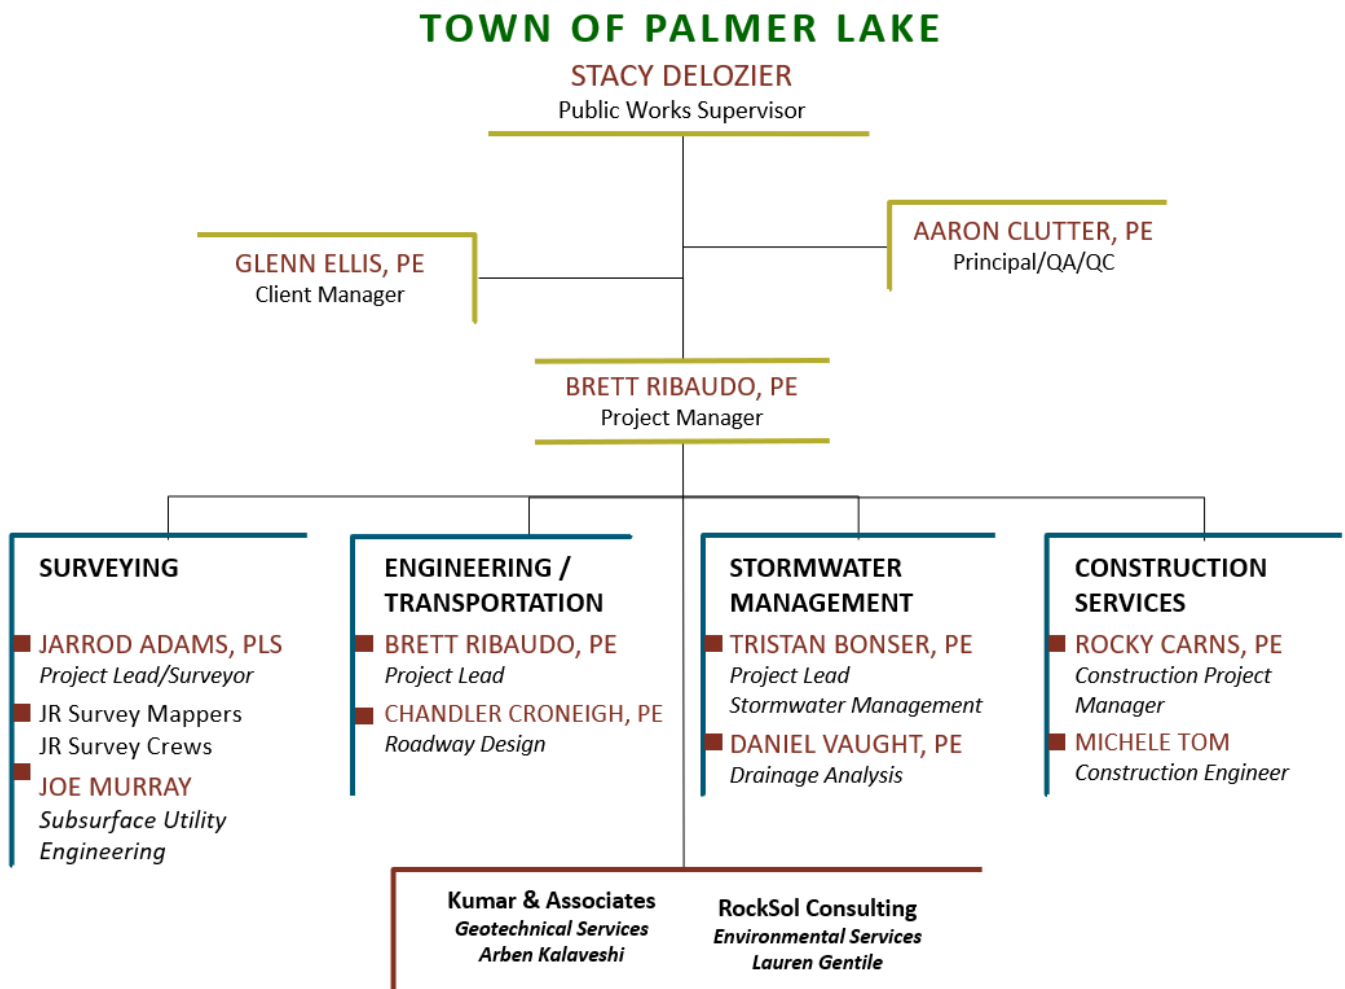 TOWN OF PALMER LAKE
STACY DELOZIER
Public Works Supervisor
AARON CLUTTER, PE
Principal/QA/QC
GLENN ELLIS, PE
Client Manager
BRETT RIBAUDO, PE
Project Manager
SURVEYING
JARROD ADAMS, PLS
Project Lead/Surveyor
JR Survey Mappers
JR Survey Crews
JOE MURRAY
Subsurface Utility
Engineering
ENGINEERING /
TRANSPORTATION
BRETT RIBAUDO, PE
Project Lead
CHANDLER CRONEIGH, PE
Roadway Design
STORMWATER
MANAGEMENT
TRISTAN BONSER, PE
Project Lead
Stormwater Management
DANIEL VAUGHT, PE
Drainage Analysis
CONSTRUCTION
SERVICES
ROCKY CARNS, PE
Construction Project
Manager
MICHELE TOM
Construction Engineer
Kumar & Associates
Geotechnical Services
Arben Kalaveshi
RockSol Consulting
Environmental Services
Lauren Gentile